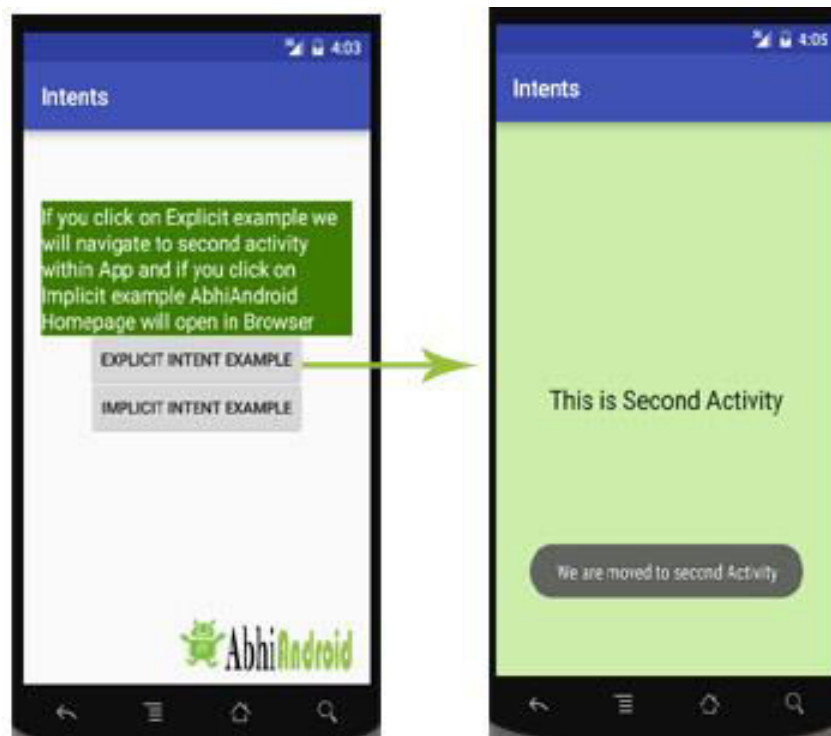 4:03
Intents
If you click on Explicit example we
will navigate to second activity
within App and if you click on
Implicit example AbhiAndroid
Homepage will open in Browser
EXPLICIT INTENT EXAMPLE
IMPLICIT INTENT EXAMPLE
AbhiAndroid
4:05
Intents
This is Second Activity
We are moved to second Activity